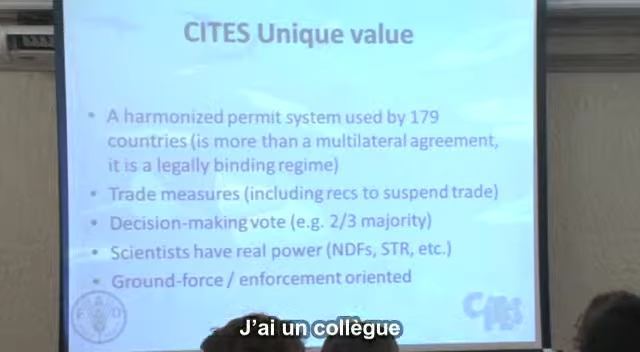 CITES Unique value
• A harmonized permit system used by 179
countries (is more than a multilateral agreement,
it is a legally binding regime)
• Trade measures (including recs to suspend trade)
• Decision-making vote (e.g. 2/3 majority)
• Scientists have real power (NDFs, STR, etc.)
• Ground-force / enforcement oriented
FAO
CITES
J'ai un collègue